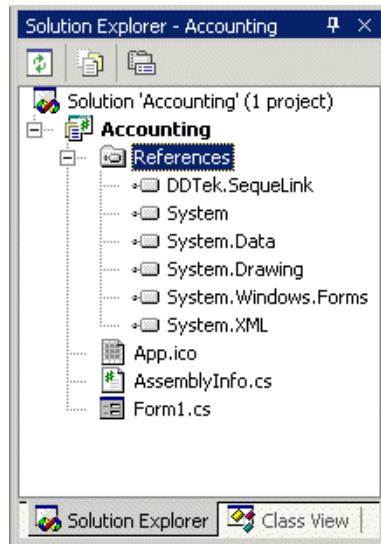 Solution Explorer - Accounting
Solution 'Accounting' (1 project)
Accounting
References
DDTek.SequeLink
System
System.Data
System.Drawing
System.Windows.Forms
System.XML
App.ico
AssemblyInfo.cs
Form1.cs
Solution Explorer Class View